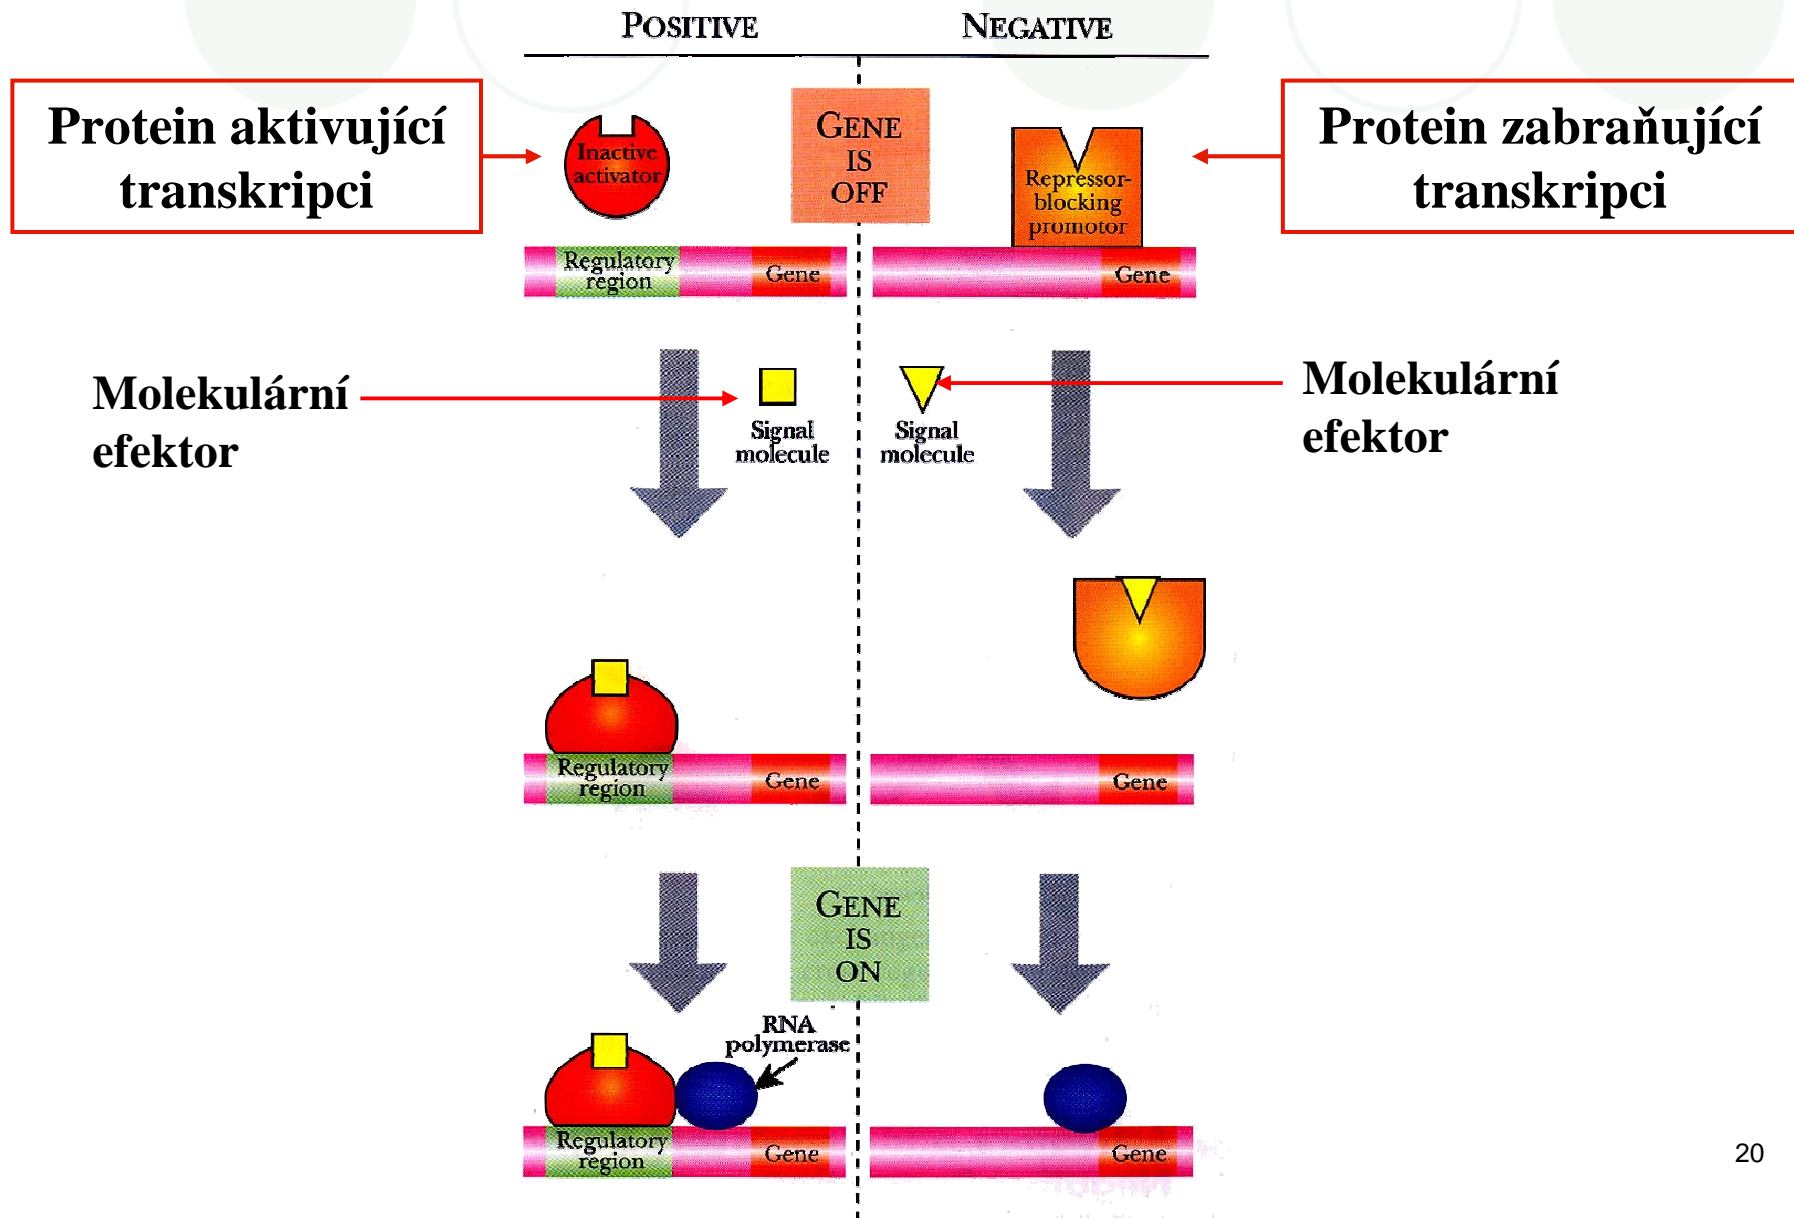 POSITIVE
NEGATIVE
Protein aktivující
transkripci
Inactive
activator
GENE
IS
OFF
Repressor-
blocking
promotor
Protein zabraňující
transkripci
Regulatory
region
Gene
Gene
Molekulární
efektor
Signal
molecule
Signal
molecule
Molekulární
efektor
Regulatory
region
Gene
Gene
GENE
IS
ON
RNA
polymerase
Regulatory
region
Gene
Gene
20